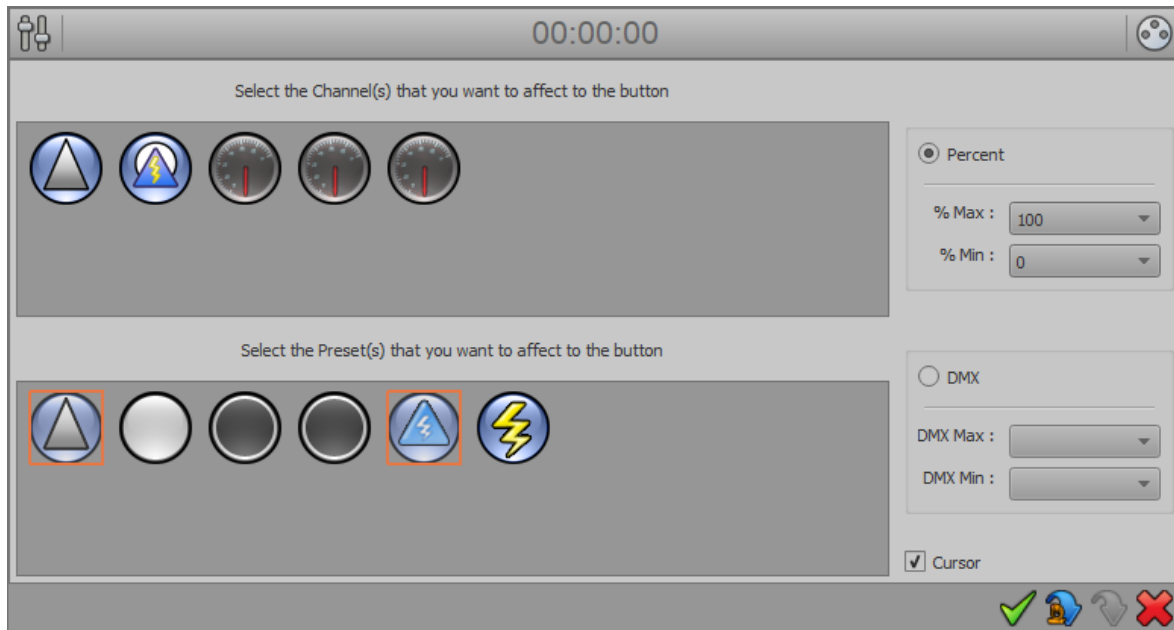 00:00:00
Select the Channel(s) that you want to affect to the button
Percent
% Max : 100
% Min : 0
Select the Preset(s) that you want to affect to the button
DMX
DMX Max :
DMX Min :
Cursor